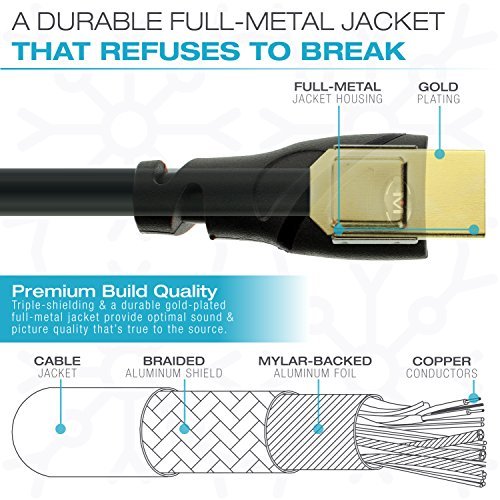 A DURABLE FULL-METAL JACKET
THAT REFUSES TO BREAK
FULL-METAL
JACKET HOUSING
GOLD
PLATING
M
Premium Build Quality
Triple-shielding & a durable gold-plated
full-metal jacket provide optimal sound &
picture quality that's true to the source.
CABLE
JACKET
BRAIDED
ALUMINUM SHIELD
MYLAR-BACKED
ALUMINUM FOIL
COPPER
CONDUCTORS